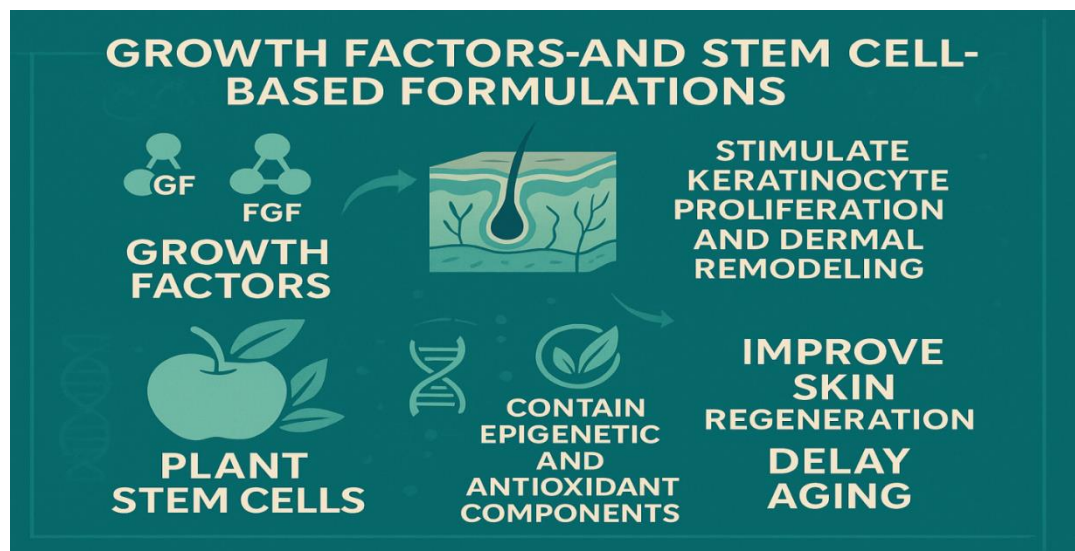 GROWTH FACTORS-AND STEM CELL-
BASED FORMULATIONS
GF
FGF
GROWTH
FACTORS
STIMULATE
KERATINOCYTE
PROLIFERATION
AND DERMAL
REMODELING
PLANT
STEM CELLS
CONTAIN
EPIGENETIC
AND
ANTIOXIDANT
COMPONENTS
IMPROVE
SKIN
REGENERATION
DELAY
AGING